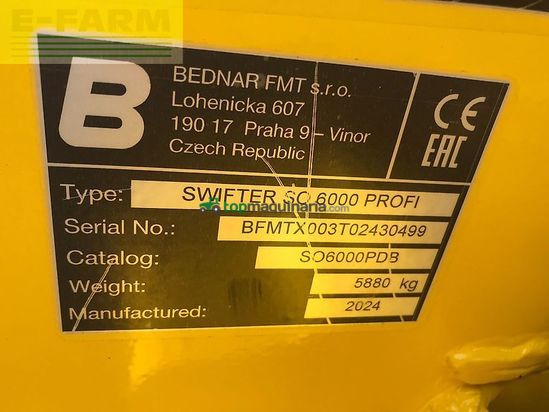 E-FARM
B
BEDNAR FMT s.r.o.
Lohenicka 607
190 17 Praha 9 – Vinor
Czech Republic
CE
EAC
Type: SWIFTER SO 6000 PROFI
topmaquinaria.com
Serial No.: BFMTX003T02430499
Catalog: SO6000PDB
Weight: 5880 kg
Manufactured: 2024